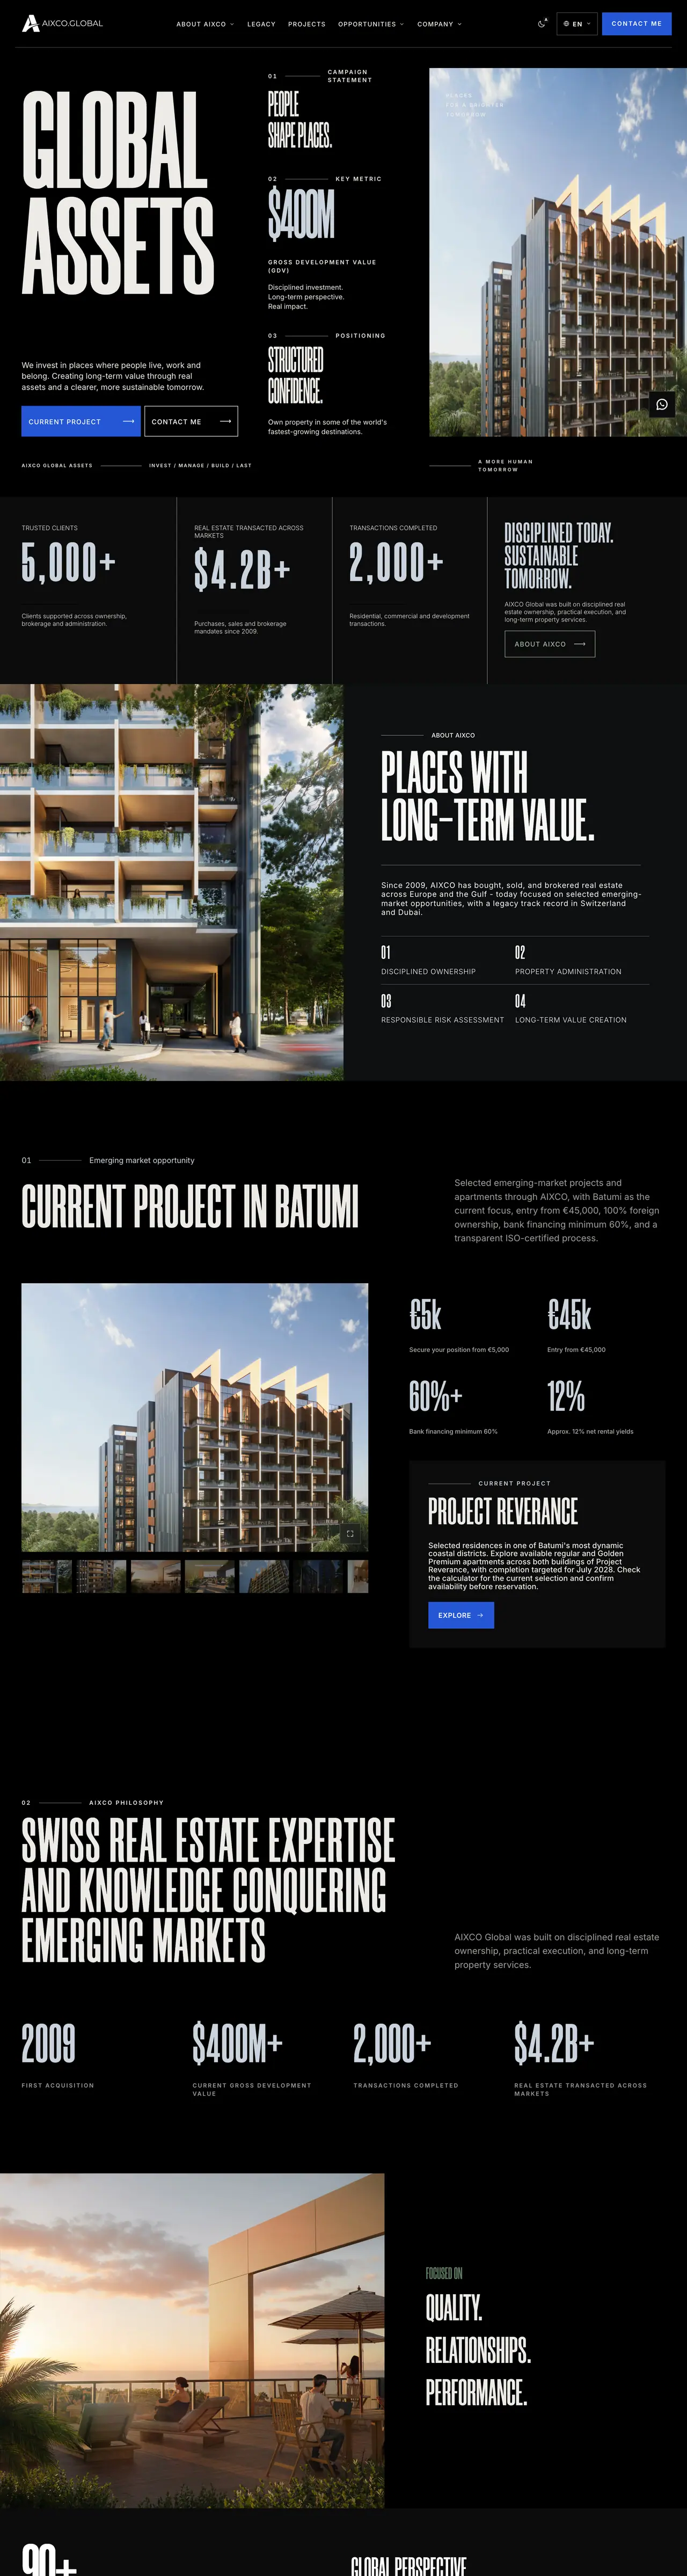 AIXCO.GLOBAL
ABOUT AIXCO
LEGACY
PROJECTS
OPPORTUNITIES
COMPANY
EN
CONTACT ME
GLOBAL
ASSETS
We invest in places where people live, work and
belong. Creating long-term value through real
assets and a clearer, more sustainable tomorrow.
CURRENT PROJECT
CONTACT ME
AIXCO GLOBAL ASSETS
INVEST / MANAGE / BUILD / LAST
01
CAMPAIGN
STATEMENT
PEOPLE
SHAPE PLACES.
02
KEY METRIC
$400M
GROSS DEVELOPMENT VALUE
(GDV)
Disciplined investment.
Long-term perspective.
Real impact.
03
POSITIONING
STRUCTURED
CONFIDENCE.
Own property in some of the world's
fastest-growing destinations.
PLACES
FOR A BRIGHTER
TOMORROW
A MORE HUMAN
TOMORROW
TRUSTED CLIENTS
5,000+
Clients supported across ownership,
brokerage and administration.
REAL ESTATE TRANSACTED ACROSS
MARKETS
$4.2B+
Purchases, sales and brokerage
mandates since 2009.
TRANSACTIONS COMPLETED
2,000+
Residential, commercial and development
transactions.
DISCIPLINED TODAY.
SUSTAINABLE
TOMORROW.
AIXCO Global was built on disciplined real
estate ownership, practical execution, and
long-term property services.
ABOUT AIXCO
ABOUT AIXCO
PLACES WITH
LONG-TERM VALUE.
Since 2009, AIXCO has bought, sold, and brokered real estate
across Europe and the Gulf - today focused on selected emerging-
market opportunities, with a legacy track record in Switzerland
and Dubai.
01
DISCIPLINED OWNERSHIP
02
PROPERTY ADMINISTRATION
03
RESPONSIBLE RISK ASSESSMENT
04
LONG-TERM VALUE CREATION
01
Emerging market opportunity
CURRENT PROJECT IN BATUMI
Selected emerging-market projects and
apartments through AIXCO, with Batumi as the
current focus, entry from €45,000, 100% foreign
ownership, bank financing minimum 60%, and a
transparent ISO-certified process.
€5k
Secure your position from €5,000
€45k
Entry from €45,000
60%+
Bank financing minimum 60%
12%
Approx. 12% net rental yields
CURRENT PROJECT
PROJECT REVERANCE
Selected residences in one of Batumi's most dynamic
coastal districts. Explore available regular and Golden
Premium apartments across both buildings of Project
Reverance, with completion targeted for July 2028. Check
the calculator for the current selection and confirm
availability before reservation.
EXPLORE
02
AIXCO PHILOSOPHY
SWISS REAL ESTATE EXPERTISE
AND KNOWLEDGE CONQUERING
EMERGING MARKETS
AIXCO Global was built on disciplined real estate
ownership, practical execution, and long-term
property services.
2009
FIRST ACQUISITION
$400M+
CURRENT GROSS DEVELOPMENT
VALUE
2,000+
TRANSACTIONS COMPLETED
$4.2B+
REAL ESTATE TRANSACTED ACROSS
MARKETS
FOCUSED ON
QUALITY.
RELATIONSHIPS.
PERFORMANCE.
90+
GLOBAL PERSPECTIVE